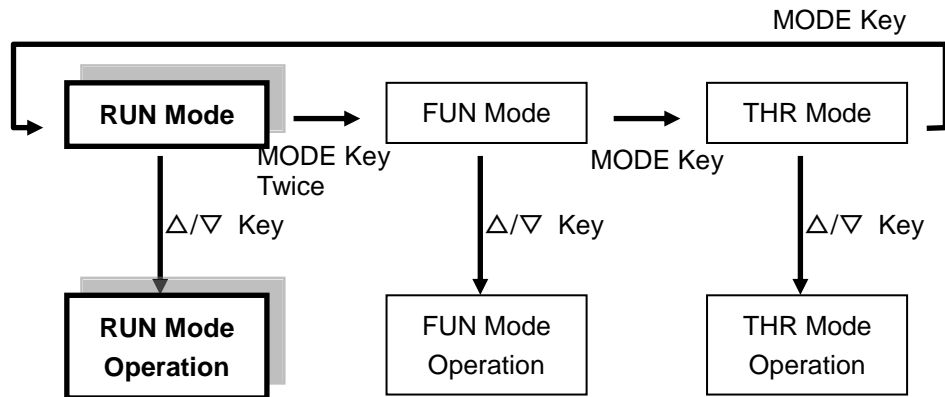 MODE Key
RUN Mode
FUN Mode
THR Mode
MODE Key
Twice
MODE Key
△/▽ Key
△/▽ Key
△/▽ Key
RUN Mode
Operation
FUN Mode
Operation
THR Mode
Operation